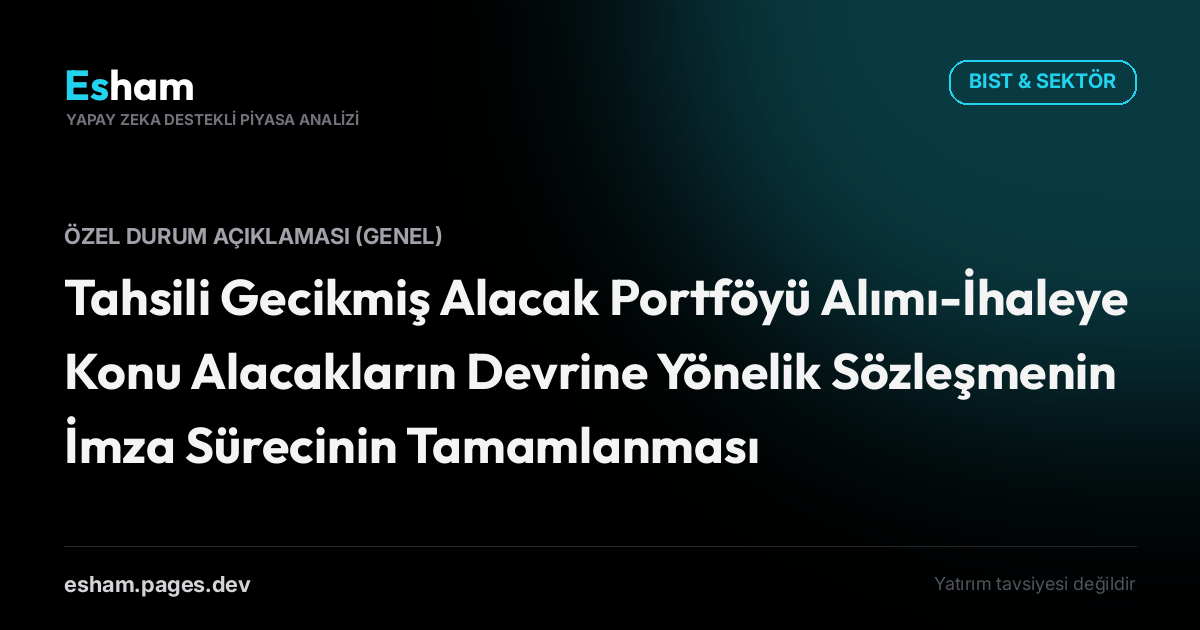 Esham
YAPAY ZEKA DESTEKLİ PİYASA ANALİZİ
BIST & SEKTÖR
ÖZEL DURUM AÇIKLAMASI (GENEL)
Tahsili Gecikmiş Alacak Portföyü Alımı-İhaleye
Konu Alacakların Devrine Yönelik Sözleşmenin
İmza Sürecinin Tamamlanması
esham.pages.dev
Yatırım tavsiyesi değildir